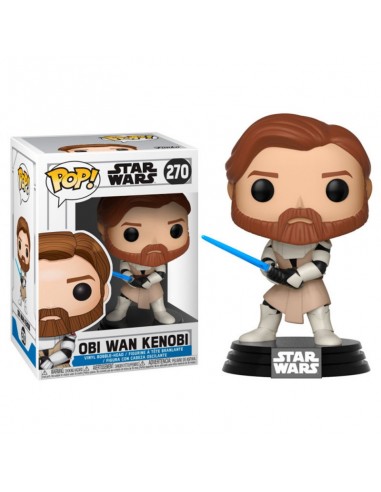 POP!
STAR WARS
270
OBI WAN KENOBI
VINYL BOBBLE-HEAD / FIGURINE À TÊTE BRANLANTE
/ FIGURA CON CABEZA OSCILANTE
STAR
WARS